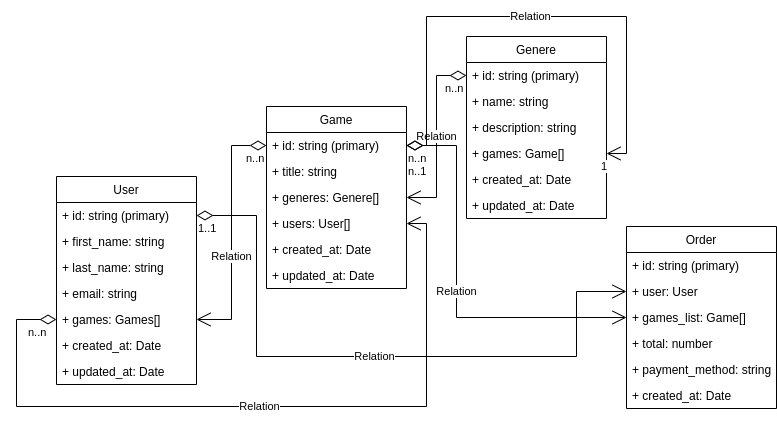 Relation
Genere
+ id: string (primary)
n..n
+ name: string
+ description: string
+ games: Game[]
1
+ created_at: Date
+ updated_at: Date
Relation
Game
+ id: string (primary)
n..n
n..n
n..1
+ title: string
+ generes: Genere[]
+ users: User[]
+ created_at: Date
+ updated_at: Date
User
+ id: string (primary)
1..1
+ first_name: string
+ last_name: string
+ email: string
+ games: Games[]
n..n
+ created_at: Date
+ updated_at: Date
Relation
Relation
Order
+ id: string (primary)
+ user: User
+ games_list: Game[]
+ total: number
+ payment_method: string
+ created_at: Date
Relation
Relation